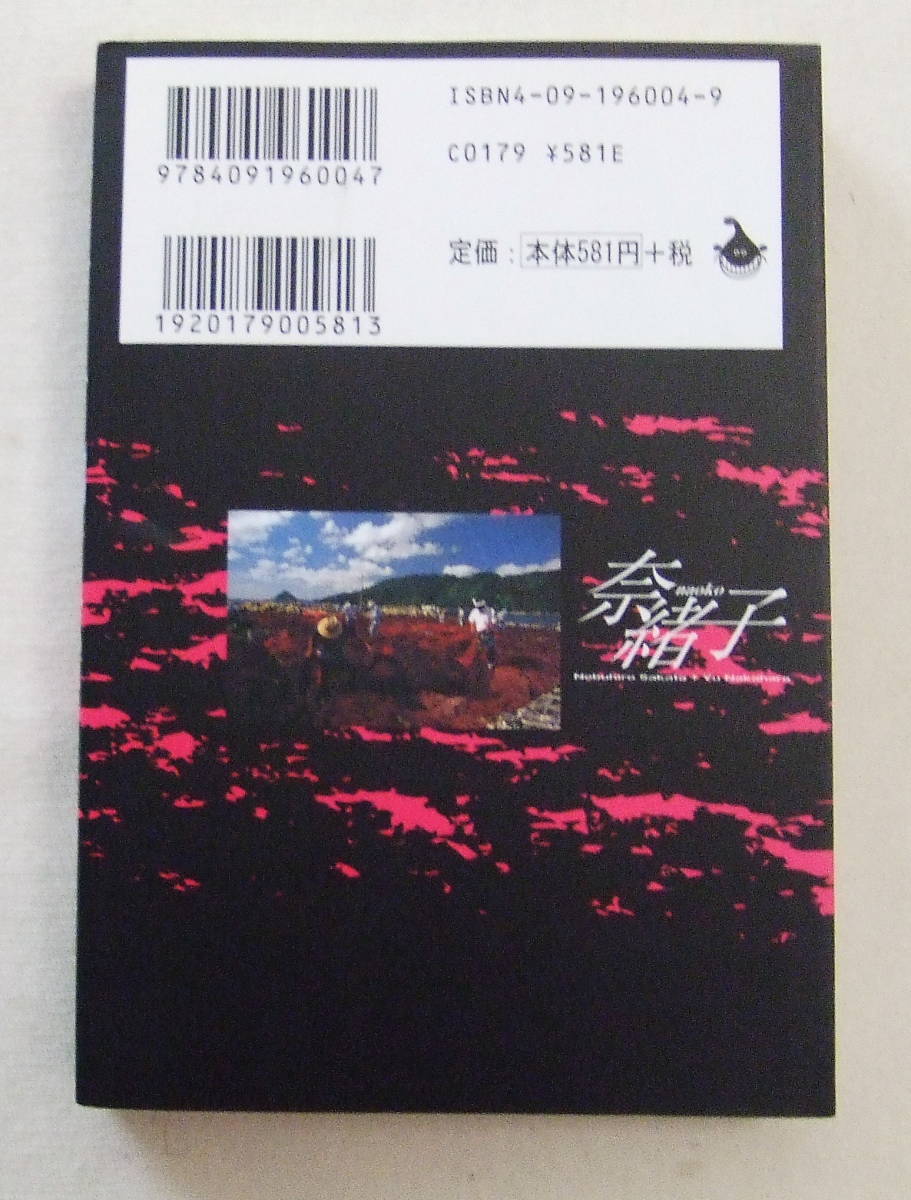 ISBN4-09-196004-9
9784091960047
C0179 ¥581E
定価：本体581円＋税
1920179005813
奈緒子
naoko
Nobuhiro Sakata + Yu Nakahara